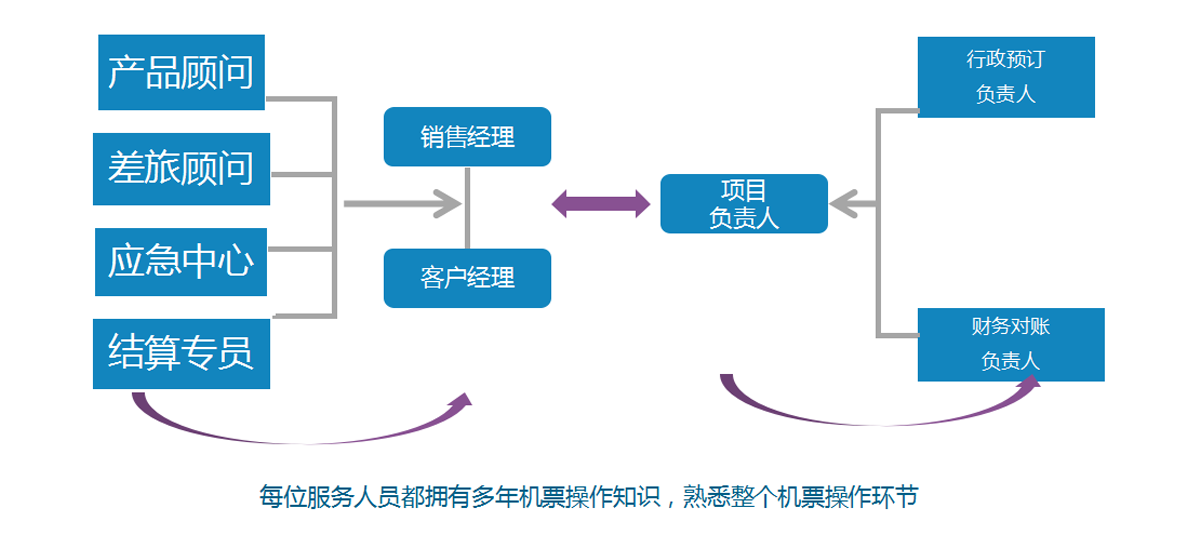 产品顾问
差旅顾问
应急中心
结算专员
销售经理
客户经理
项目
负责人
行政预订
负责人
财务对账
负责人
每位服务人员都拥有多年机票操作知识，熟悉整个机票操作环节